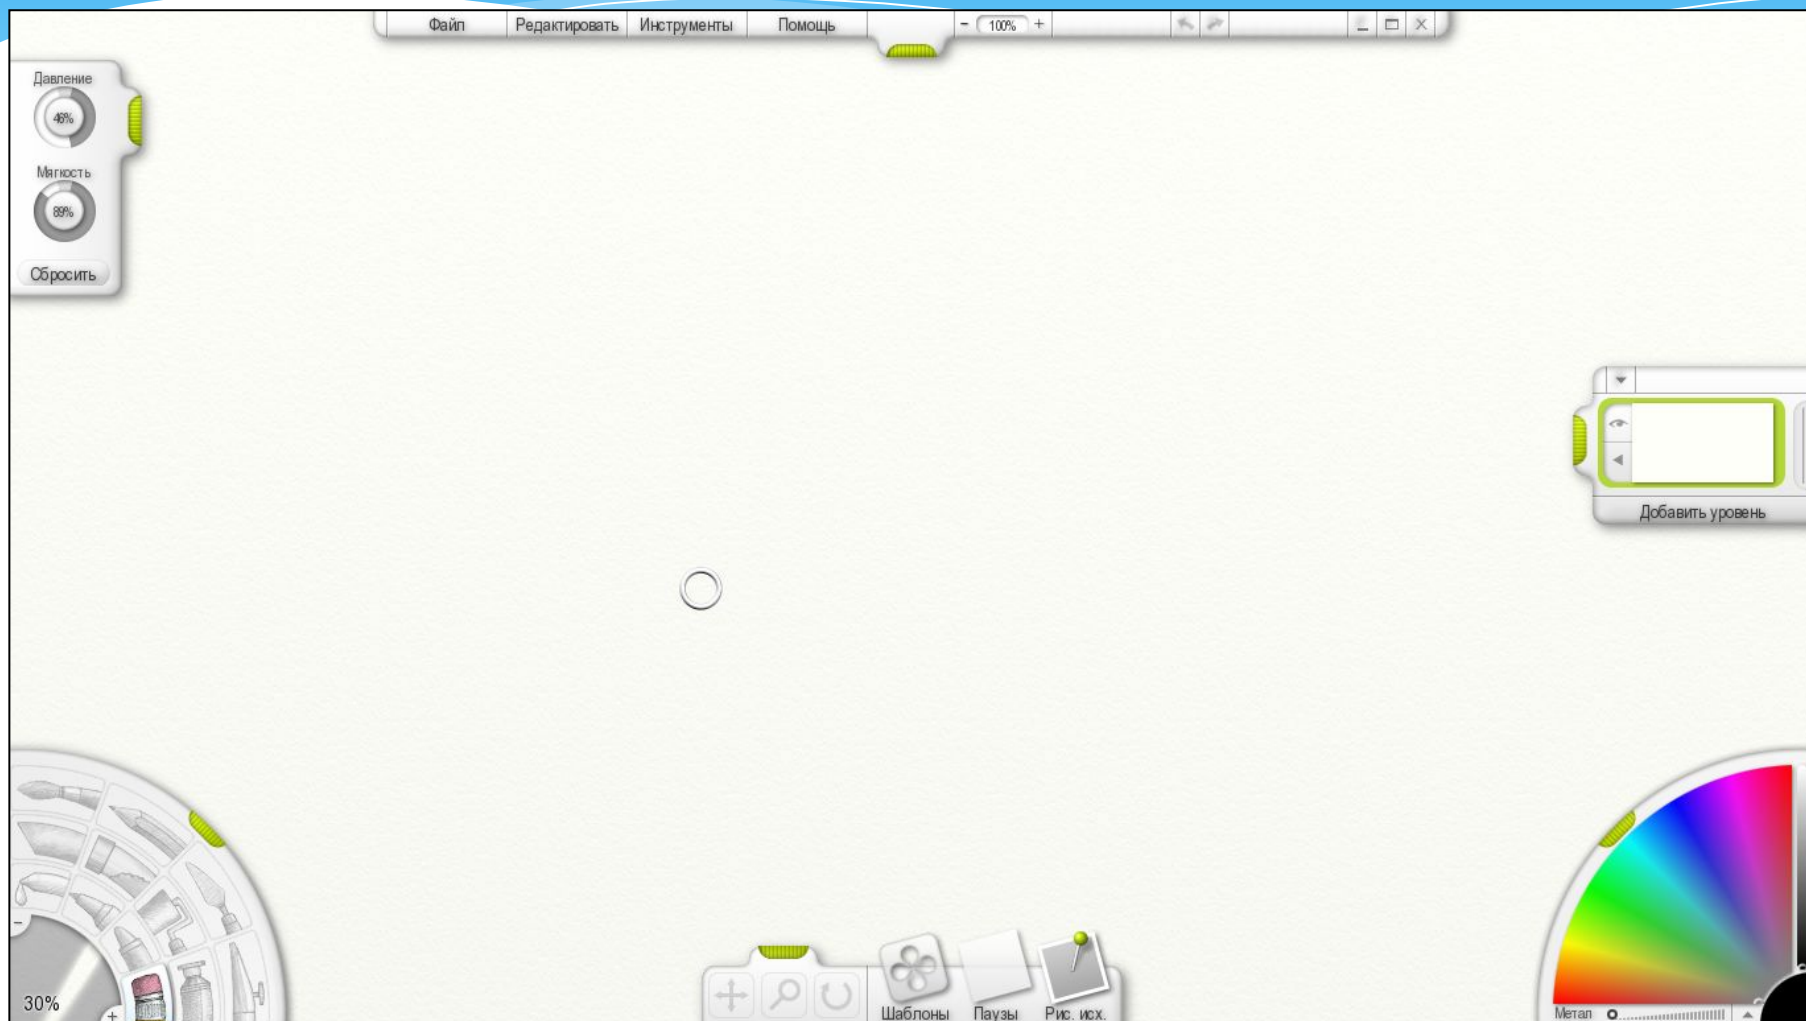 Файл Редактировать Инструменты Помощь − 100% +
Давление
46%
Мягкость
89%
Сбросить
Добавить уровень
30%
Шаблоны Паузы Рис. исх.
Метал